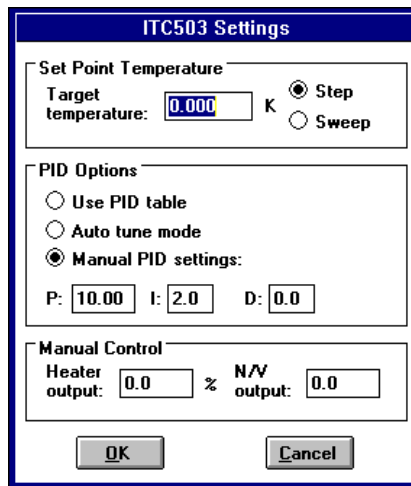 ITC503 Settings
Set Point Temperature
Target temperature: 0.000 K
Step
Sweep
PID Options
Use PID table
Auto tune mode
Manual PID settings:
P: 10.00 I: 2.0 D: 0.0
Manual Control
Heater output: 0.0 % N/V output: 0.0
OK Cancel